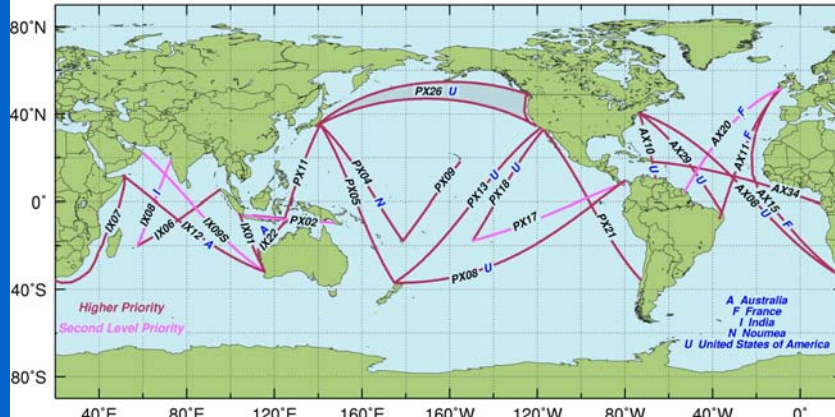 80°N
40°N
0°
40°S
80°S
PX26 U
PX11
PX05
PX04 N
PX09
PX13 U
PX18 U
PX17
PX08 U
PX21
AX10 U
AX29 U
AX20 F
AX11 F
AX08 U
AX15 F
AX34
IX07
IX08 I
IX06
IX12 A
IX09S
IX01
IX22
A
PX02
Higher Priority
Second Level Priority
A Australia
F France
I India
N Noumea
U United States of America
40°E 80°E 120°E 160°E 160°W 120°W 80°W 40°W 0°